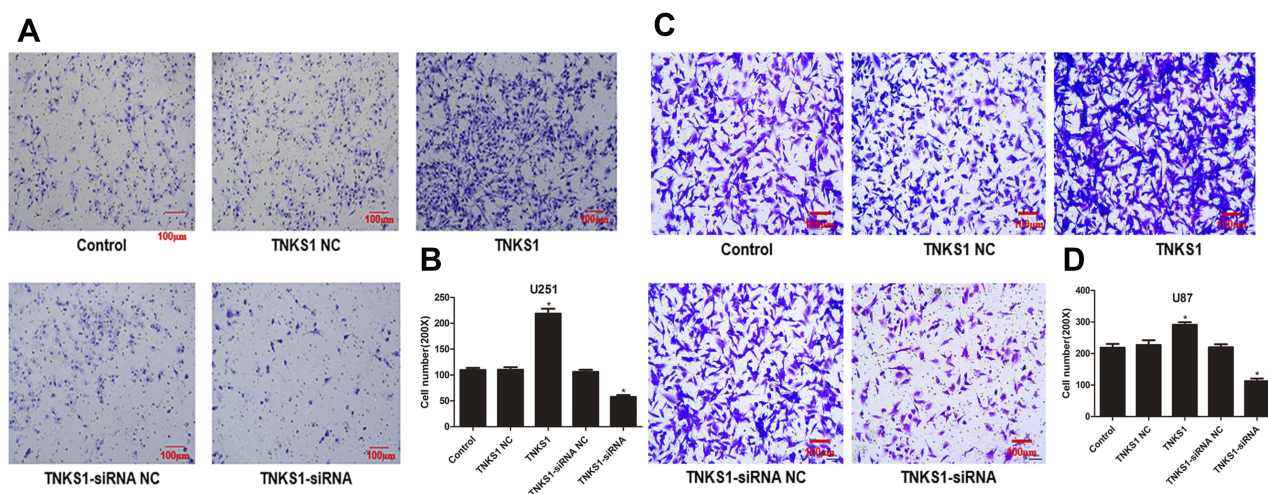 A
C
100μm
100μm
100μm
100μm
100μm
100μm
Control
TNKS1 NC
TNKS1
Control
TNKS1 NC
TNKS1
B
U251
Cell number(200X)
250
200
150
100
50
0
*
*
Control
TNKS1 NC
TNKS1
TNKS1-siRNA NC
TNKS1-siRNA
D
U87
Cell number(200X)
400
300
200
100
0
*
*
Control
TNKS1 NC
TNKS1
TNKS1-siRNA NC
TNKS1-siRNA
100μm
100μm
100μm
100μm
TNKS1-siRNA NC
TNKS1-siRNA
TNKS1-siRNA NC
TNKS1-siRNA